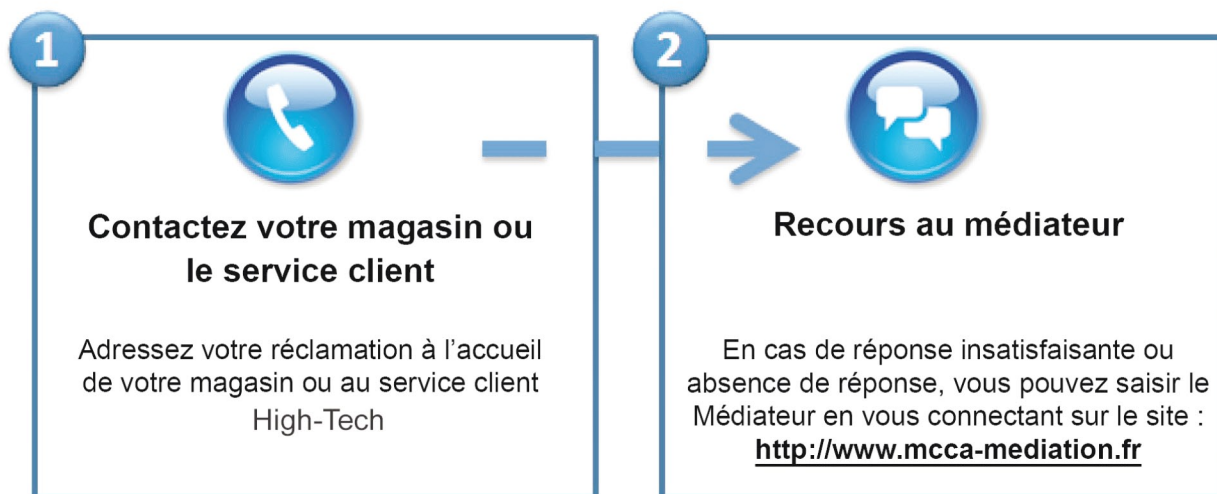 1
Contactez votre magasin ou
le service client
Adressez votre réclamation à l’accueil
de votre magasin ou au service client
High-Tech
2
Recours au médiateur
En cas de réponse insatisfaisante ou
absence de réponse, vous pouvez saisir le
Médiateur en vous connectant sur le site :
http://www.mcca-mediation.fr